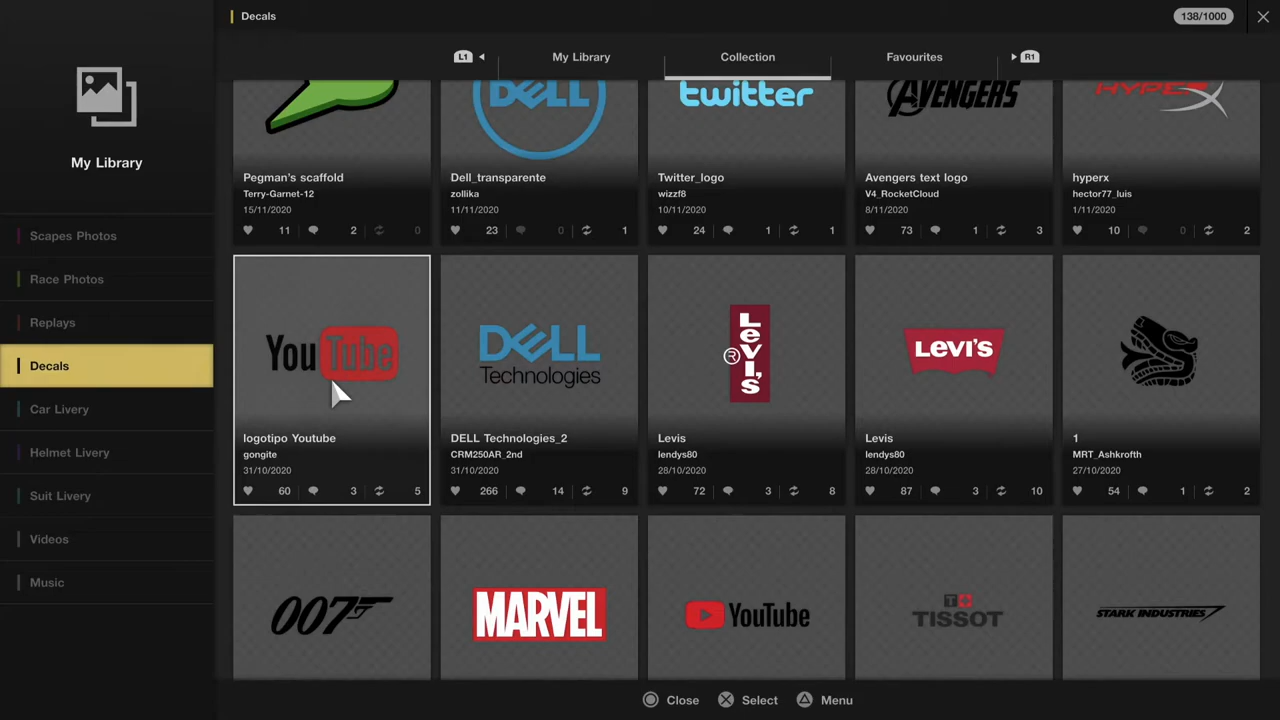 Decals
138/1000
My Library
L1
My Library
Collection
Favourites
R1
Scapes Photos
Race Photos
Replays
Decals
Car Livery
Helmet Livery
Suit Livery
Videos
Music
Pegman's scaffold
Terry-Garnet-12
15/11/2020
11 2 0
DELL
Dell_transparente
zollika
11/11/2020
23 0 1
twitter
Twitter_logo
wizzf8
10/11/2020
24 1 1
AVENGERS
Avengers text logo
V4_RocketCloud
8/11/2020
73 1 3
HYPERX
hyperx
hector77_luis
1/11/2020
10 0 2
YouTube
logotipo Youtube
gongite
31/10/2020
60 3 5
DELL
Technologies
DELL Technologies_2
CRM250AR_2nd
31/10/2020
266 14 9
Levi's
®
Levis
lendys80
28/10/2020
72 3 8
Levi's
Levis
lendys80
28/10/2020
87 3 10
1
MRT_Ashkrofth
27/10/2020
54 1 2
007
MARVEL
YouTube
T+
TISSOT
STARK INDUSTRIES
Close
Select
Menu